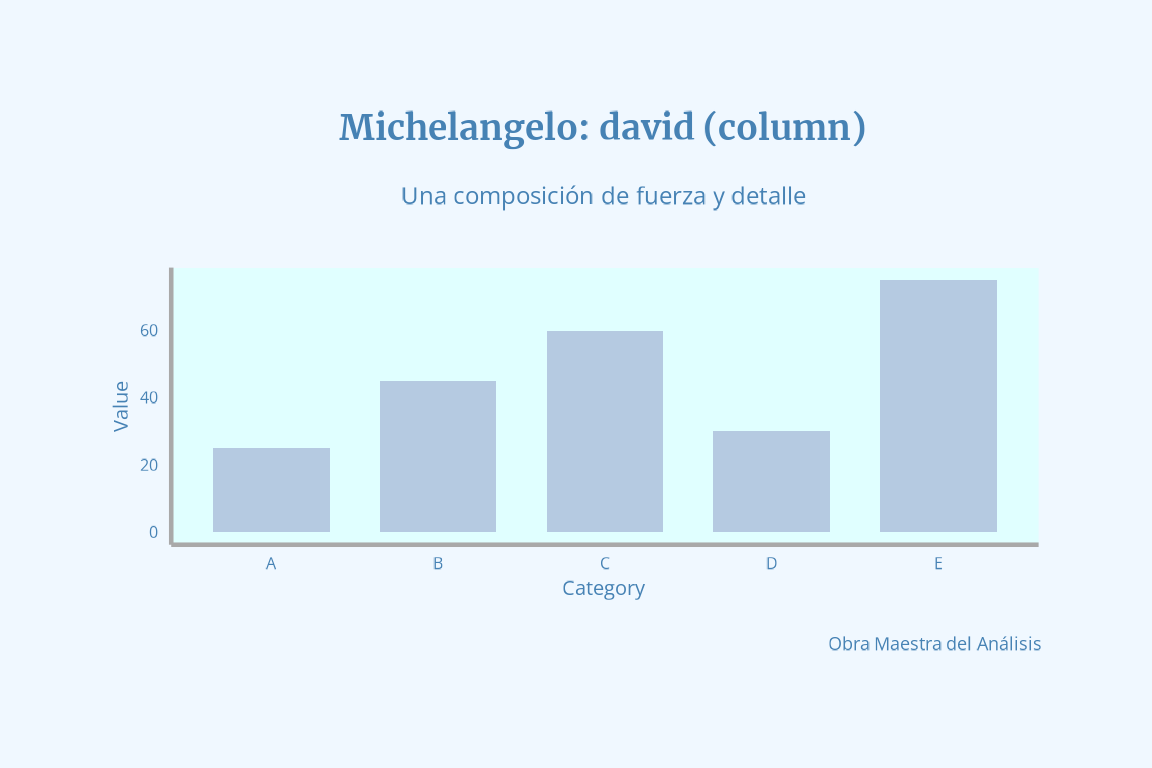 Michelangelo: david (column)
Una composición de fuerza y detalle
60
40
20
0
Value
A B C D E
Category
Obra Maestra del Análisis